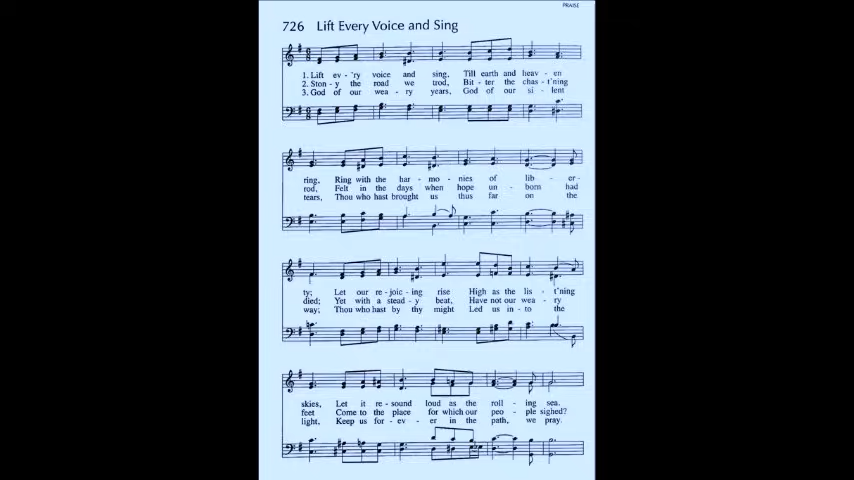 PRAISE
726 Lift Every Voice and Sing
1. Lift ev - 'ry voice and sing, Till earth and heav - en
2. Ston - y the road we trod, Bit - ter the chas - t'ning
3. God of our wea - ry years, God of our si - lent
ring, Ring with the har - mo - nies of lib - er-
rod, Felt in the days when hope un - born had
tears, Thou who hast brought us thus far on the
ty; Let our re - joic - ing rise High as the lis - t'ning
died; Yet with a stead - y beat, Have not our wea - ry
way; Thou who hast by thy might Led us in - to the
skies, Let it re - sound loud as the roll - ing sea.
feet Come to the place for which our peo - ple sighed?
light, Keep us for - ev - er in the path, we pray.